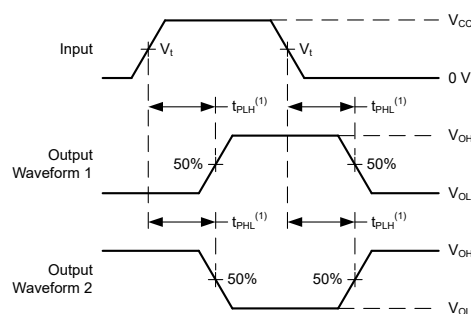 V_CC
Input
V_t
V_t
0 V
t_PLH^(1)
t_PHL^(1)
V_OH
Output
Waveform 1
50%
50%
V_OL
t_PHL^(1)
t_PLH^(1)
V_OH
Output
Waveform 2
50%
50%
V_OL